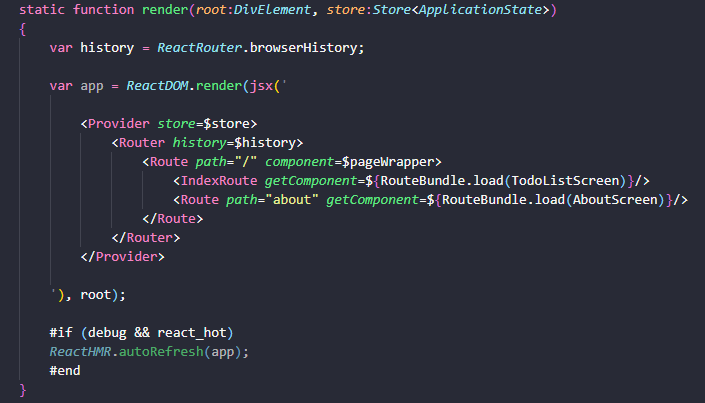 static function render(root:DivElement, store:Store<ApplicationState>)
{
    var history = ReactRouter.browserHistory;

    var app = ReactDOM.render(jsx('

        <Provider store=$store>
            <Router history=$history>
                <Route path="/" component=$pageWrapper>
                    <IndexRoute getComponent=${RouteBundle.load(TodoListScreen)}/>
                    <Route path="about" getComponent=${RouteBundle.load(AboutScreen)}/>
                </Route>
            </Router>
        </Provider>

    '), root);

    #if (debug && react_hot)
    ReactHMR.autoRefresh(app);
    #end
}